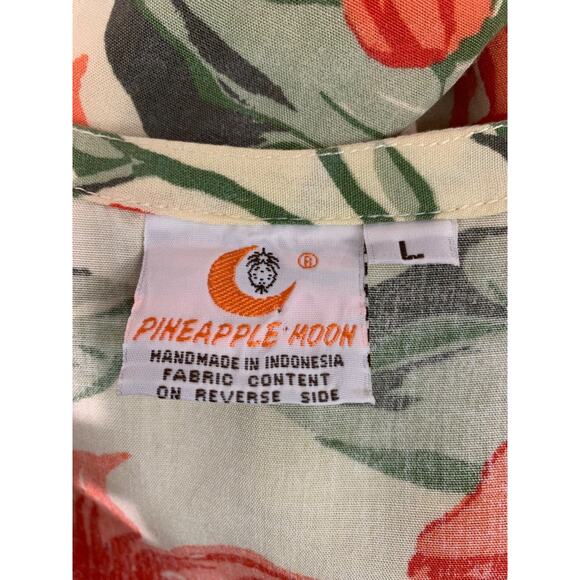 ®
PINEAPPLE MOON
HANDMADE IN INDONESIA
FABRIC CONTENT
ON REVERSE SIDE
L